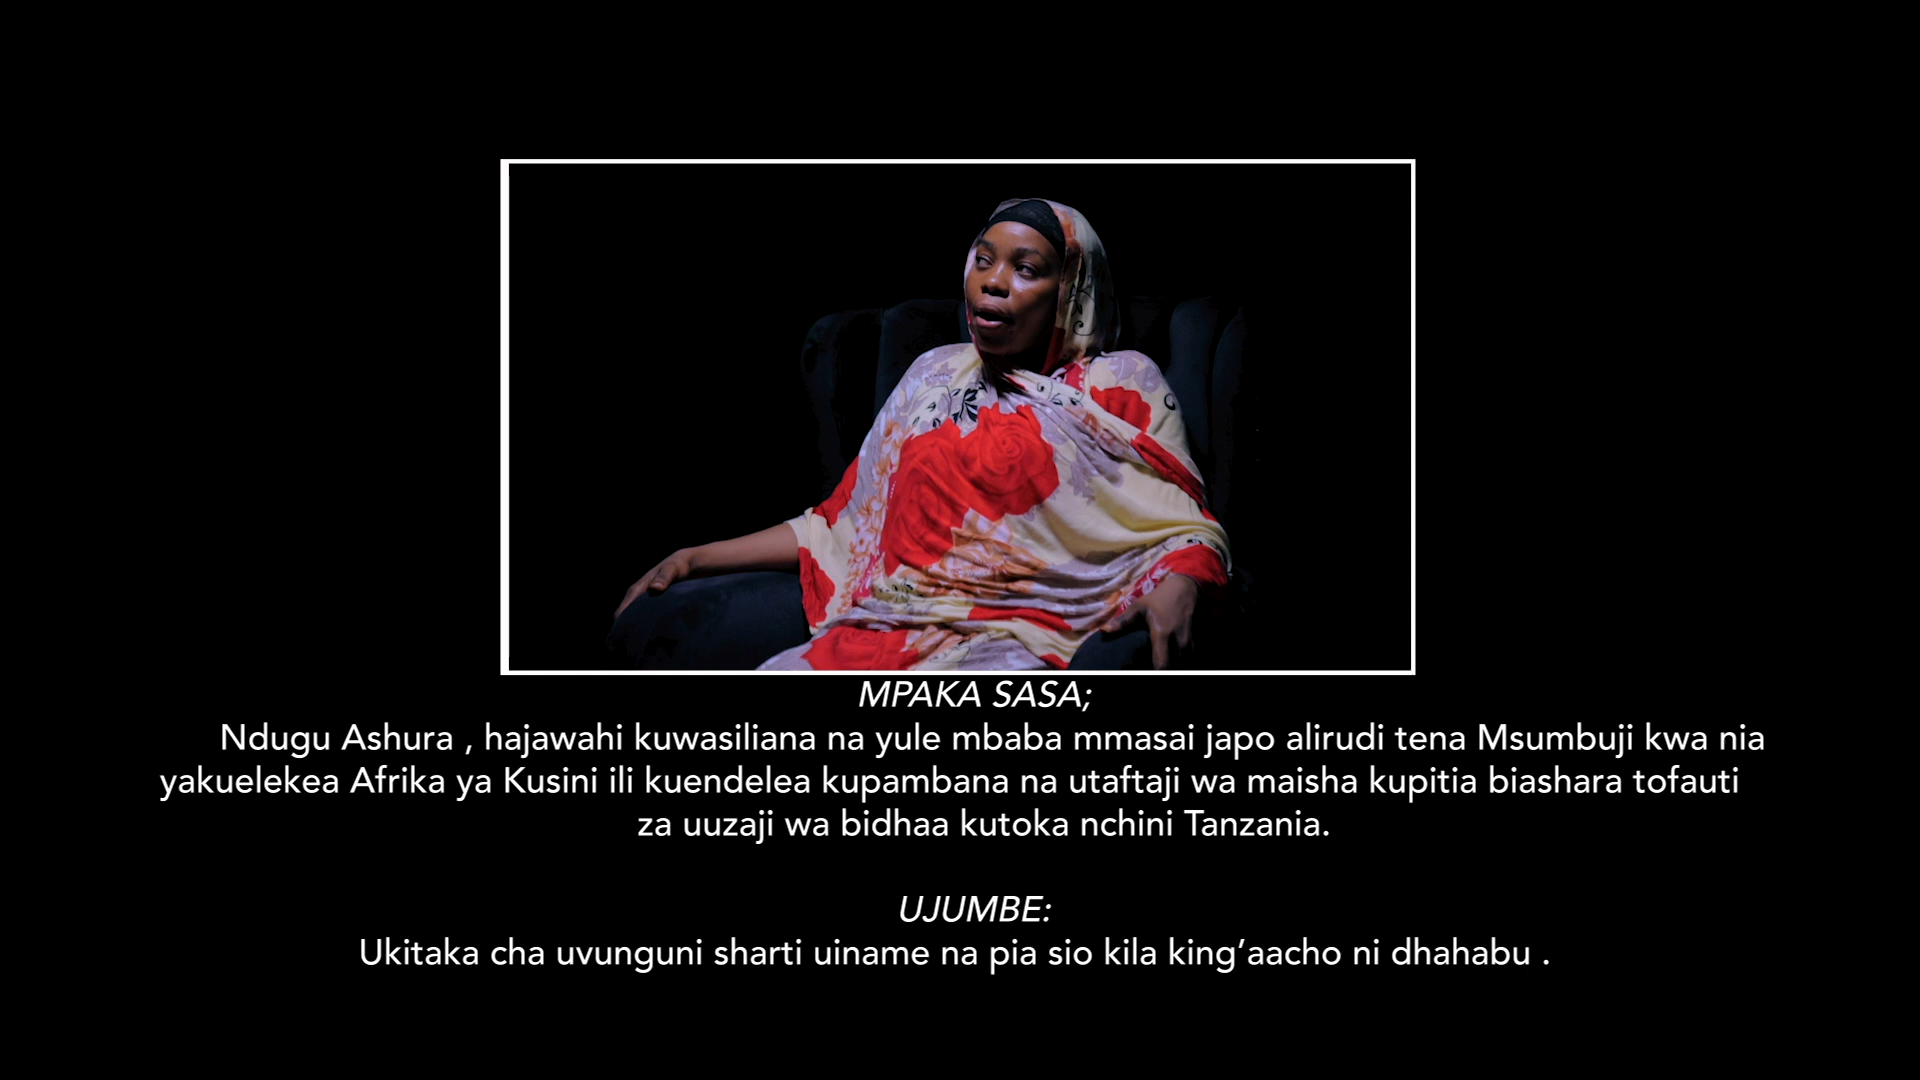 MPAKA SASA;
Ndugu Ashura , hajawahi kuwasiliana na yule mbaba mmasai japo alirudi tena Msumbuji kwa nia
yakuelekea Afrika ya Kusini ili kuendelea kupambana na utaftaji wa maisha kupitia biashara tofauti
za uuzaji wa bidhaa kutoka nchini Tanzania.
UJUMBE:
Ukitaka cha uvunguni sharti uiname na pia sio kila king’aacho ni dhahabu .